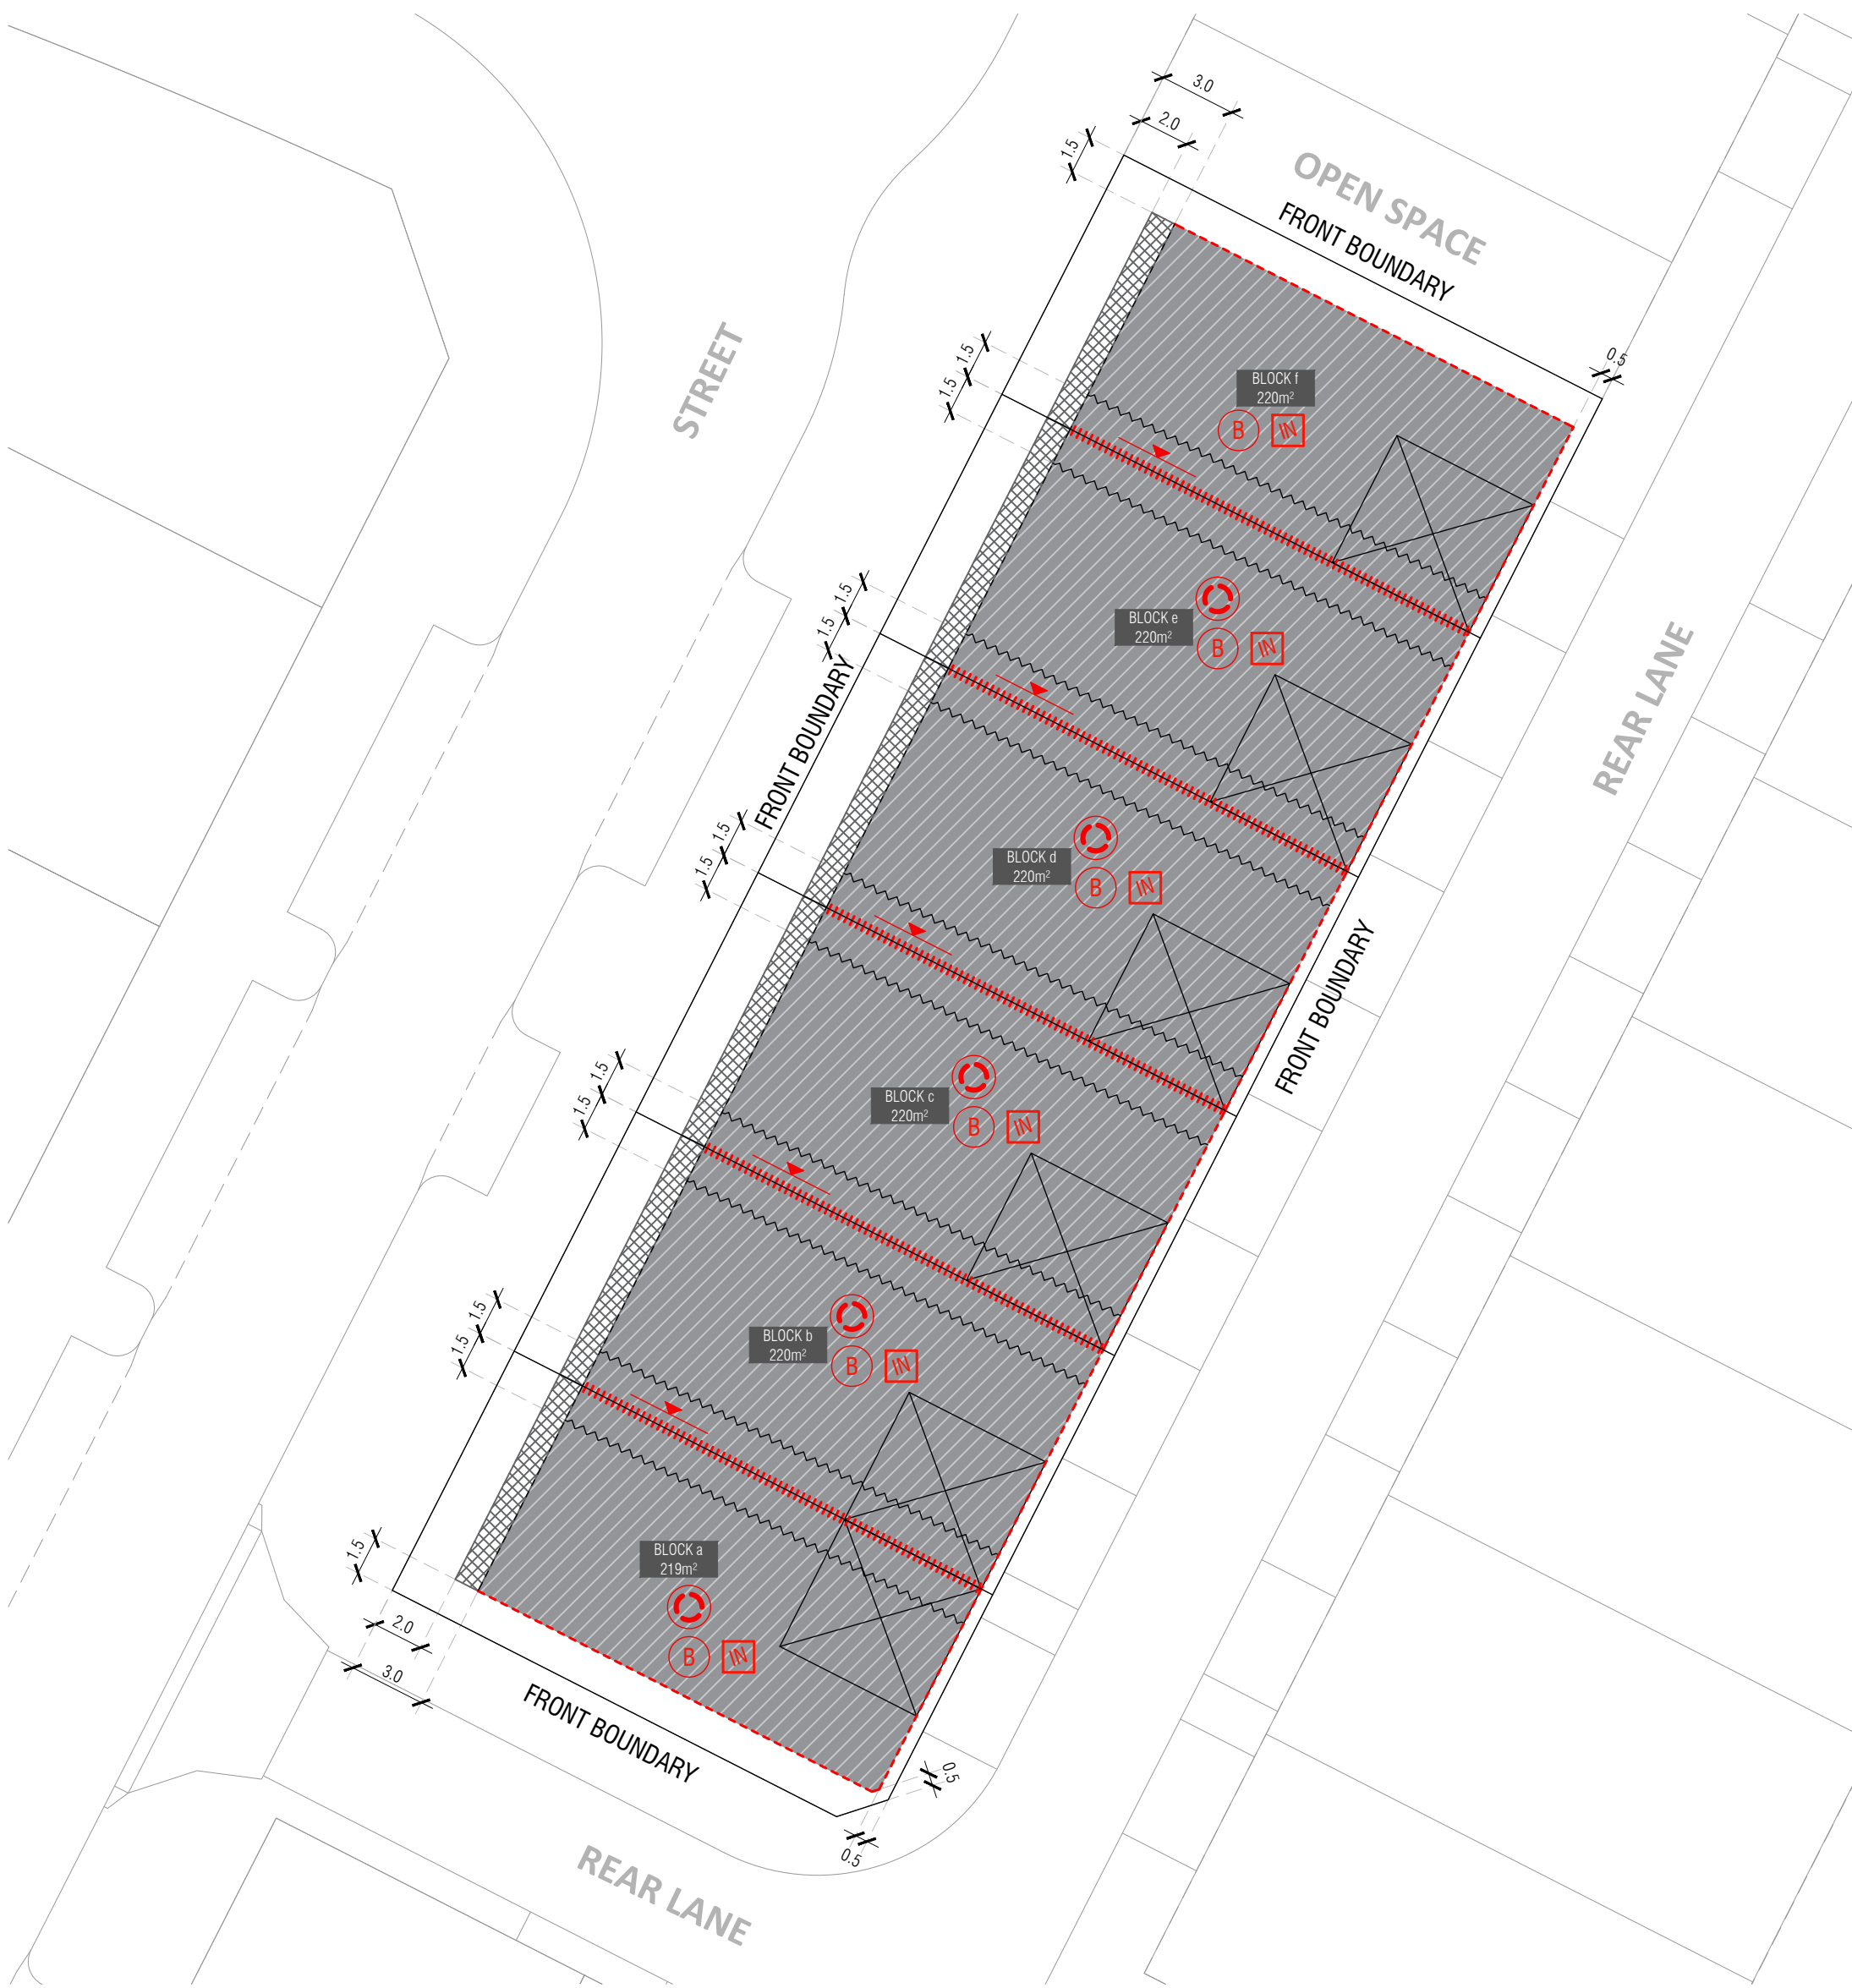 3.0
2.0
1.5
OPEN SPACE
FRONT BOUNDARY
0.5
STREET
1.5
1.5
BLOCK f
220m²
B
IN
1.5
1.5
BLOCK e
220m²
B
IN
REAR LANE
FRONT BOUNDARY
1.5
1.5
BLOCK d
220m²
B
IN
FRONT BOUNDARY
1.5
1.5
BLOCK c
220m²
B
IN
1.5
1.5
BLOCK b
220m²
B
IN
1.5
BLOCK a
219m²
B
IN
2.0
3.0
FRONT BOUNDARY
0.5
0.5
REAR LANE